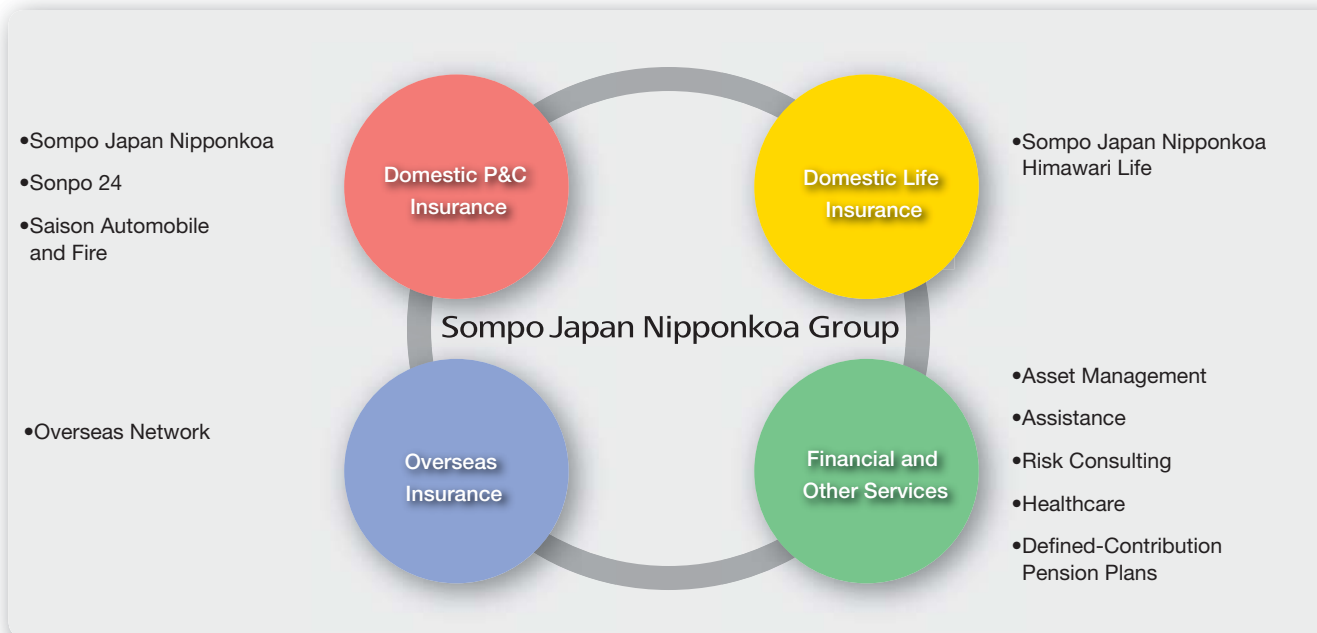 •Sompo Japan Nipponkoa
•Sonpo 24
•Saison Automobile
and Fire
Domestic P&C
Insurance
Domestic Life
Insurance
•Sompo Japan Nipponkoa
Himawari Life
Sompo Japan Nipponkoa Group
•Overseas Network
Overseas
Insurance
Financial and
Other Services
•Asset Management
•Assistance
•Risk Consulting
•Healthcare
•Defined-Contribution
Pension Plans